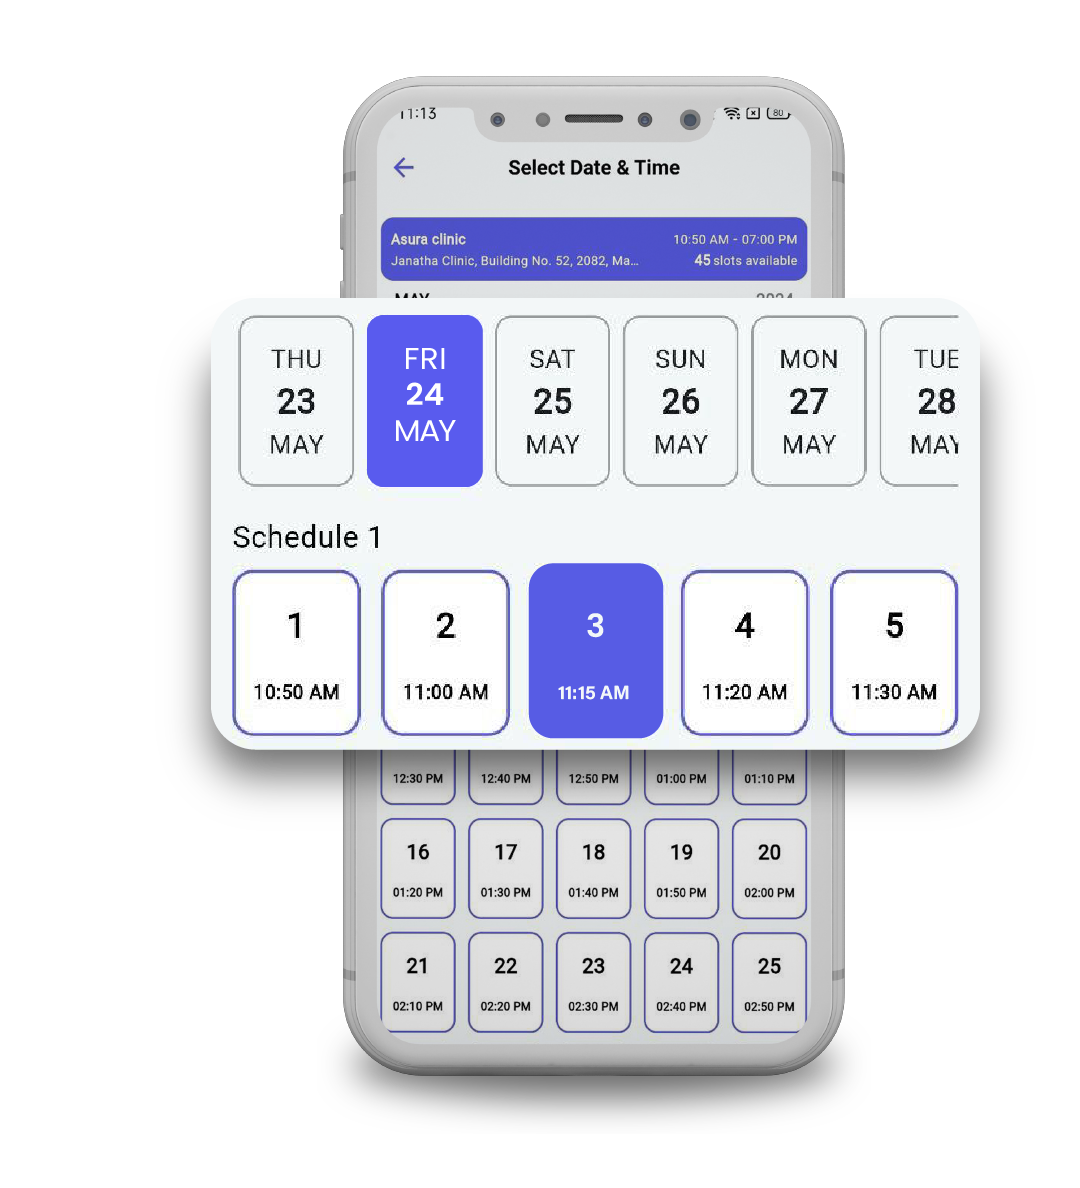 11:13
80
Select Date & Time
Asura clinic 10:50 AM - 07:00 PM
Janatha Clinic, Building No. 52, 2082, Ma... 45 slots available
MAY 2024
THU FRI SAT SUN MON TUE
23 24 25 26 27 28
MAY MAY MAY MAY MAY MAY
Schedule 1
1 2 3 4 5
10:50 AM 11:00 AM 11:15 AM 11:20 AM 11:30 AM
12:30 PM 12:40 PM 12:50 PM 01:00 PM 01:10 PM
16 17 18 19 20
01:20 PM 01:30 PM 01:40 PM 01:50 PM 02:00 PM
21 22 23 24 25
02:10 PM 02:20 PM 02:30 PM 02:40 PM 02:50 PM